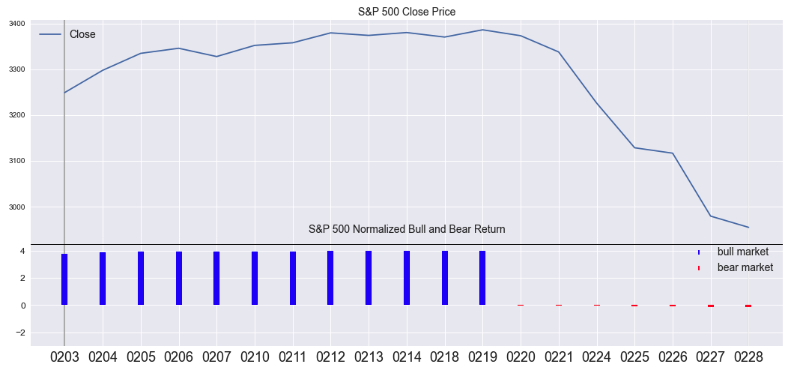 S&P 500 Close Price
Close
3400
3300
3200
3100
3000
S&P 500 Normalized Bull and Bear Return
bull market
bear market
4
2
0
−2
0203 0204 0205 0206 0207 0210 0211 0212 0213 0214 0218 0219 0220 0221 0224 0225 0226 0227 0228